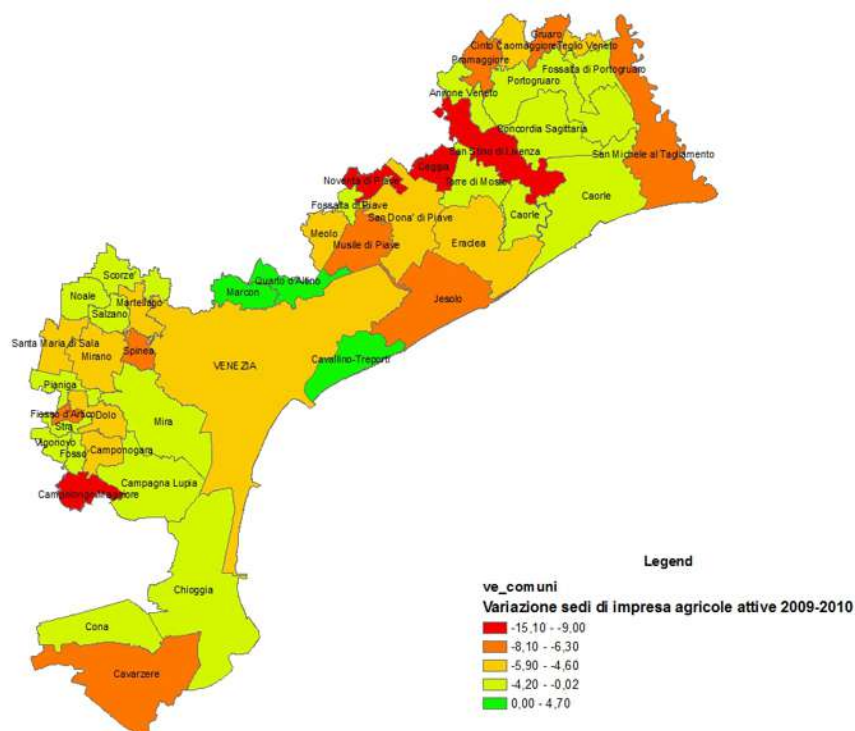 Gruaro
Cinto Caomaggiore
Teglio Veneto
Pramaggiore
Fossalta di Portogruaro
Portogruaro
Annone Veneto
Concordia Sagittaria
San Stino di Livenza
San Michele al Tagliamento
Ceggia
Noventa di Piave
Torre di Mosto
Caorle
Fossalta di Piave
Caorle
San Dona' di Piave
Meolo
Eraclea
Musile di Piave
Scorze'
Quarto d'Altino
Noale
Marcon
Martellago
Jesolo
Salzano
Santa Maria di Sala
Spinea
Mirano
VENEZIA
Cavallino-Treporti
Pianiga
Fiesso d'Artico
Dolo
Stra
Mira
Vigonovo
Fosso'
Camponogara
Campagna Lupia
Campolongo Maggiore
Chioggia
Cona
Cavarzere
Legend
ve_comuni
Variazione sedi di impresa agricole attive 2009-2010
-15,10 - -9,00
-8,10 - -6,30
-5,90 - -4,60
-4,20 - -0,02
0,00 - 4,70